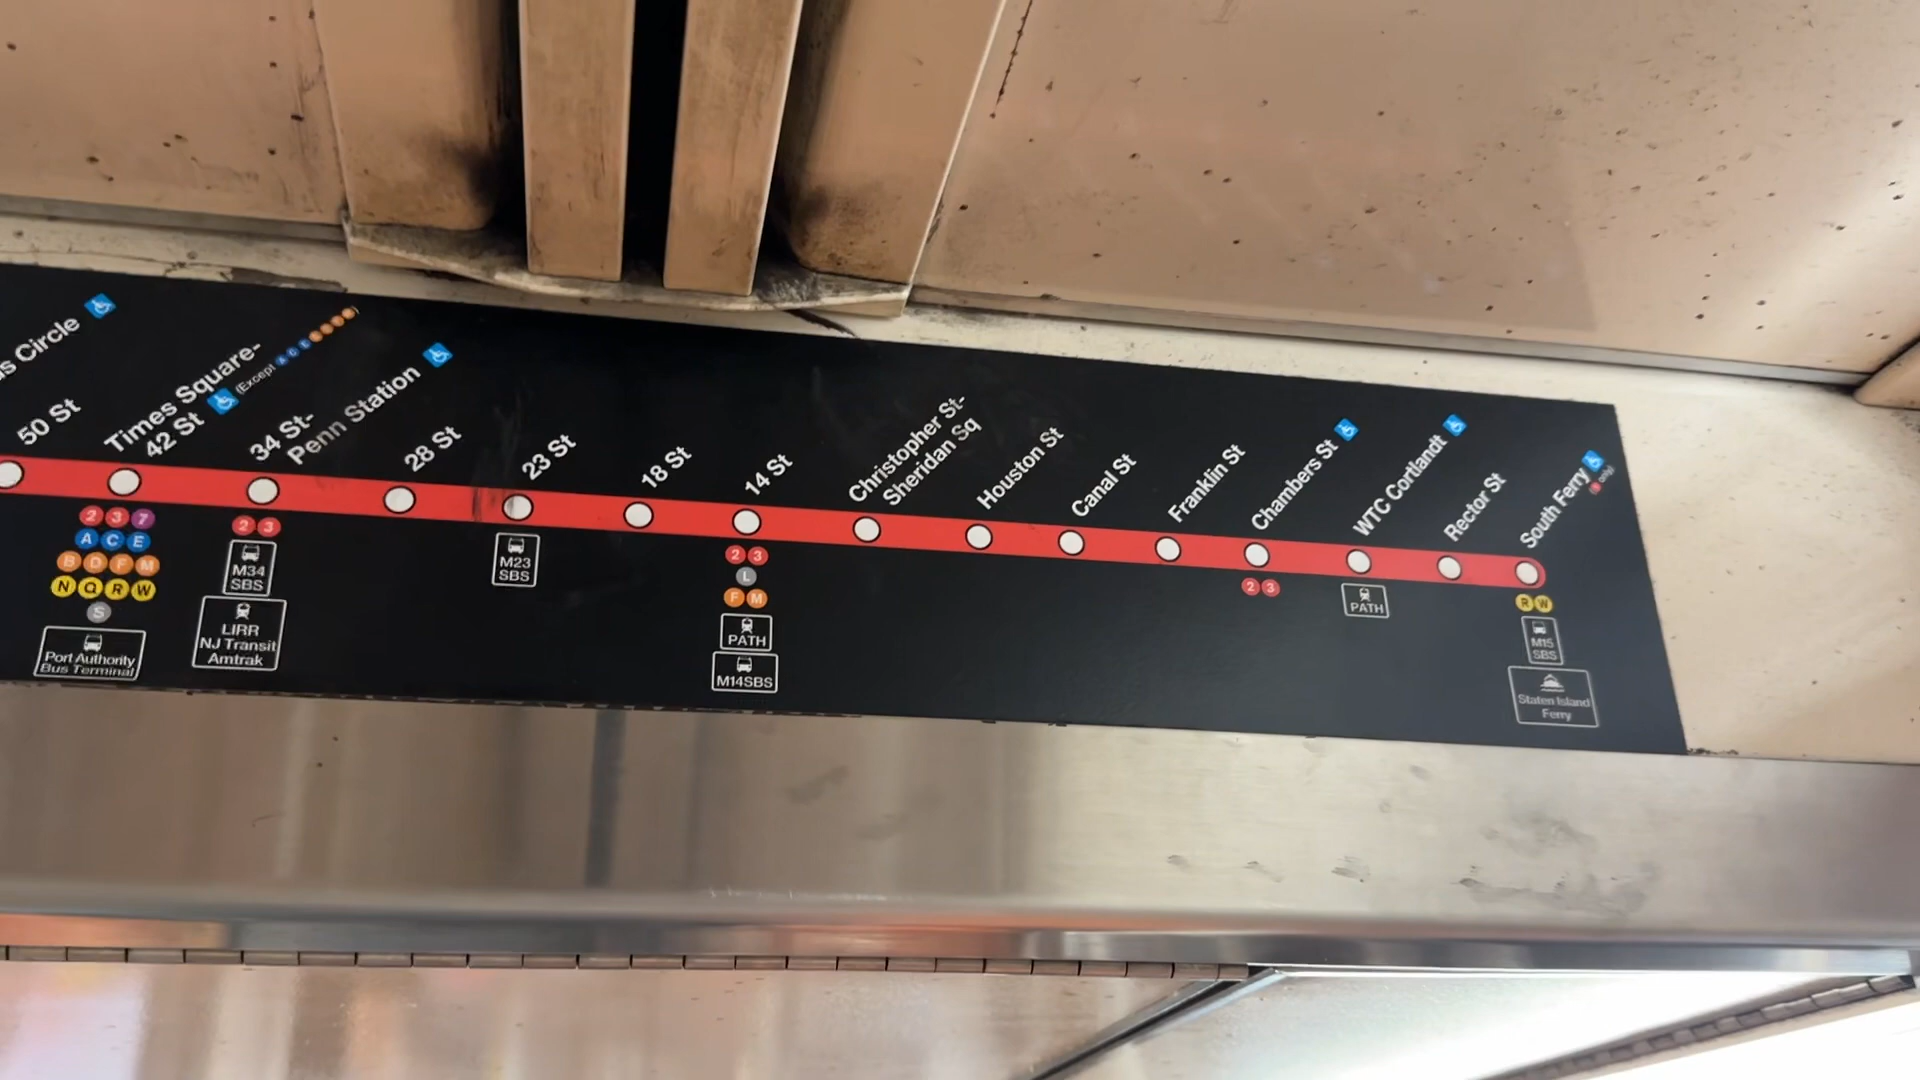 s Circle
50 St
Times Square-
42 St
(Except A C E B D F M)
34 St-
Penn Station
28 St
23 St
18 St
14 St
Christopher St-
Sheridan Sq
Houston St
Canal St
Franklin St
Chambers St
WTC Cortlandt
Rector St
South Ferry
(1 only)
2 3 7
A C E
B D F M
N Q R W
S
Port Authority
Bus Terminal
2 3
M34
SBS
LIRR
NJ Transit
Amtrak
M23
SBS
2 3
L
F M
PATH
M14SBS
2 3
PATH
R W
M15
SBS
Staten Island
Ferry